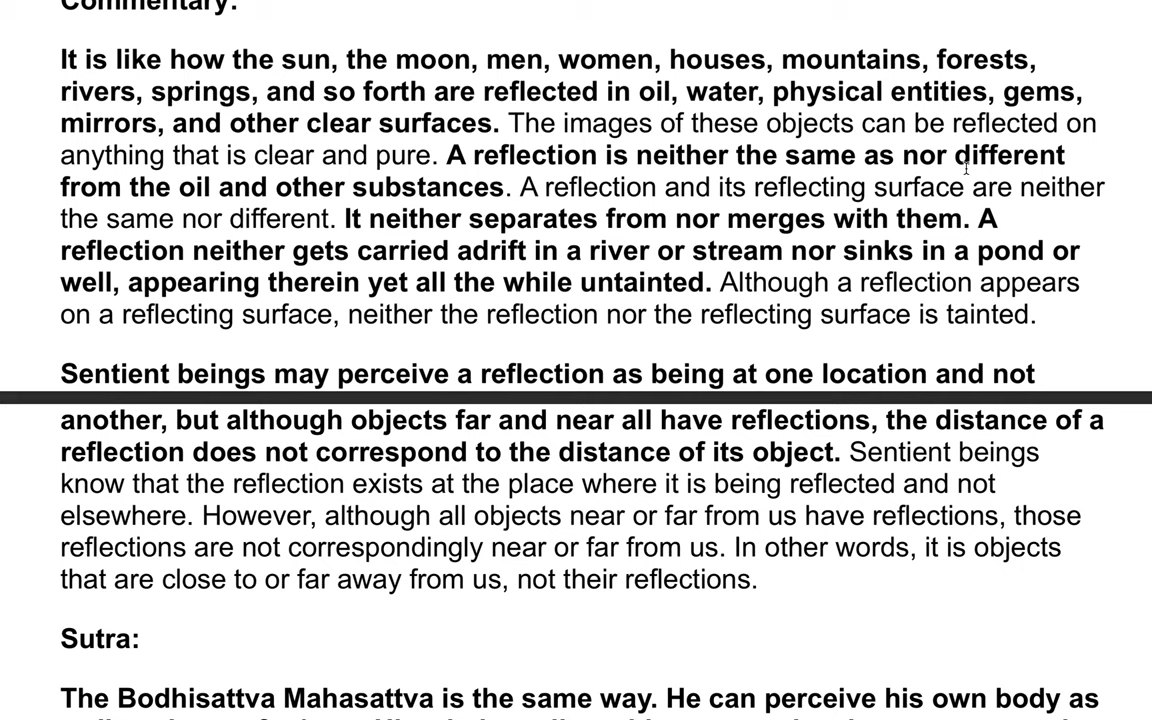 Commentary:
It is like how the sun, the moon, men, women, houses, mountains, forests,
rivers, springs, and so forth are reflected in oil, water, physical entities, gems,
mirrors, and other clear surfaces. The images of these objects can be reflected on
anything that is clear and pure. A reflection is neither the same as nor different
from the oil and other substances. A reflection and its reflecting surface are neither
the same nor different. It neither separates from nor merges with them. A
reflection neither gets carried adrift in a river or stream nor sinks in a pond or
well, appearing therein yet all the while untainted. Although a reflection appears
on a reflecting surface, neither the reflection nor the reflecting surface is tainted.
Sentient beings may perceive a reflection as being at one location and not
another, but although objects far and near all have reflections, the distance of a
reflection does not correspond to the distance of its object. Sentient beings
know that the reflection exists at the place where it is being reflected and not
elsewhere. However, although all objects near or far from us have reflections, those
reflections are not correspondingly near or far from us. In other words, it is objects
that are close to or far away from us, not their reflections.
Sutra:
The Bodhisattva Mahasattva is the same way. He can perceive his own body as